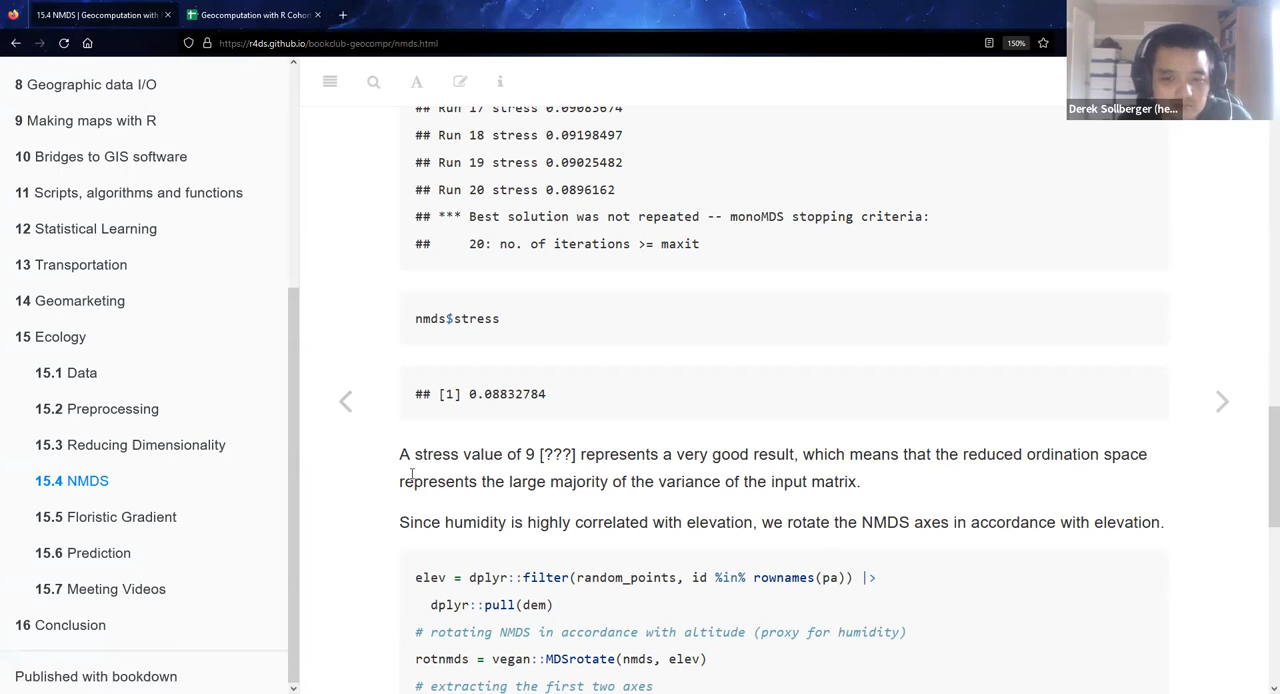 15.4 NMDS | Geocomputation with
Geocomputation with R Cohor
https://r4ds.github.io/bookclub-geocompr/nmds.html
150%
Derek Sollberger (he...
8 Geographic data I/O
9 Making maps with R
10 Bridges to GIS software
11 Scripts, algorithms and functions
12 Statistical Learning
13 Transportation
14 Geomarketing
15 Ecology
15.1 Data
15.2 Preprocessing
15.3 Reducing Dimensionality
15.4 NMDS
15.5 Floristic Gradient
15.6 Prediction
15.7 Meeting Videos
16 Conclusion
Published with bookdown
## Run 17 stress 0.09083674
## Run 18 stress 0.09198497
## Run 19 stress 0.09025482
## Run 20 stress 0.0896162
## *** Best solution was not repeated -- monoMDS stopping criteria:
## 20: no. of iterations >= maxit
nmds$stress
## [1] 0.08832784
A stress value of 9 [???] represents a very good result, which means that the reduced ordination space
represents the large majority of the variance of the input matrix.
Since humidity is highly correlated with elevation, we rotate the NMDS axes in accordance with elevation.
elev = dplyr::filter(random_points, id %in% rownames(pa)) |>
dplyr::pull(dem)
# rotating NMDS in accordance with altitude (proxy for humidity)
rotnmds = vegan::MDSrotate(nmds, elev)
# extracting the first two axes